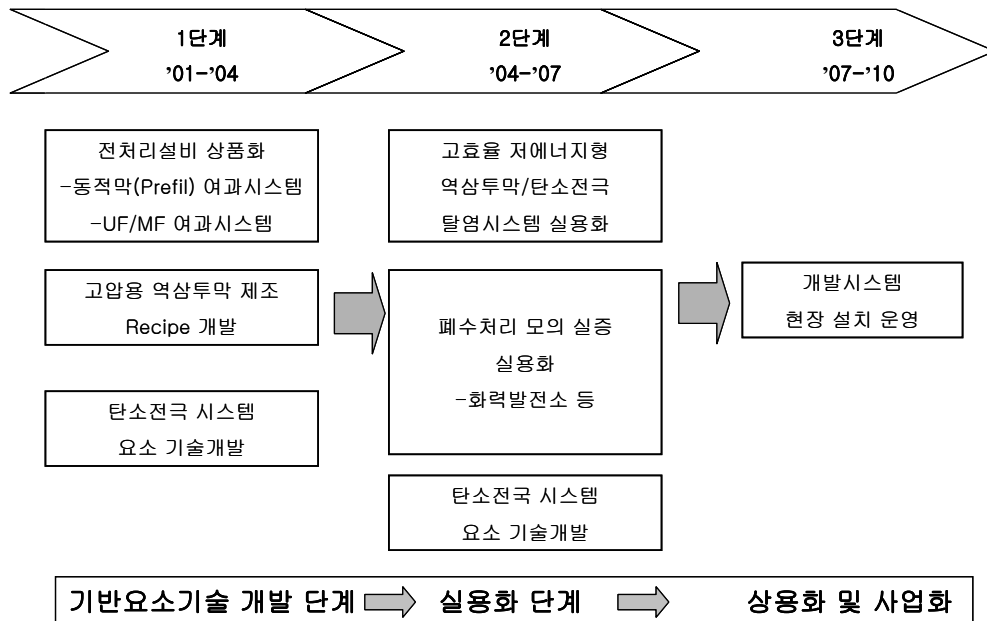 1단계
'01-'04
2단계
'04-'07
3단계
'07-'10
전처리설비 상품화
-동적막(Prefil) 여과시스템
-UF/MF 여과시스템
고압용 역삼투막 제조
Recipe 개발
탄소전극 시스템
요소 기술개발
고효율 저에너지형
역삼투막/탄소전극
탈염시스템 실용화
폐수처리 모의 실증
실용화
-화력발전소 등
탄소전국 시스템
요소 기술개발
개발시스템
현장 설치 운영
기반요소기술 개발 단계 실용화 단계 상용화 및 사업화